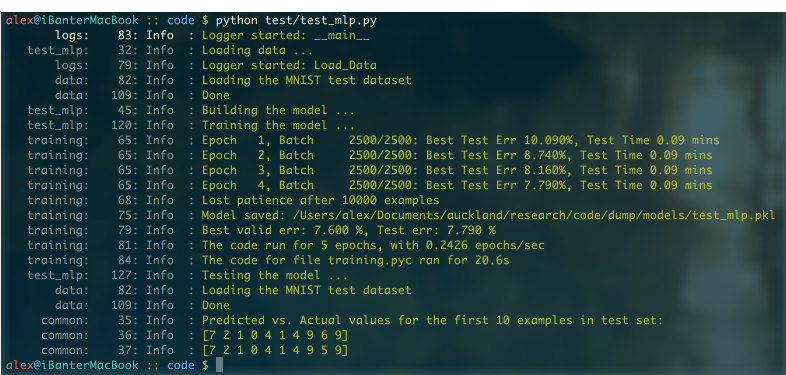 alex@iBanterMacBook :: code $ python test/test_mlp.py
logs: 83: Info : Logger started: __main__
test_mlp: 32: Info : Loading data ...
logs: 79: Info : Logger started: Load_Data
data: 82: Info : Loading the MNIST test dataset
data: 109: Info : Done
test_mlp: 45: Info : Building the model ...
test_mlp: 120: Info : Training the model ...
training: 65: Info : Epoch 1, Batch 2500/2500: Best Test Err 10.090%, Test Time 0.09 mins
training: 65: Info : Epoch 2, Batch 2500/2500: Best Test Err 8.740%, Test Time 0.09 mins
training: 65: Info : Epoch 3, Batch 2500/2500: Best Test Err 8.160%, Test Time 0.09 mins
training: 65: Info : Epoch 4, Batch 2500/2500: Best Test Err 7.790%, Test Time 0.09 mins
training: 68: Info : Lost patience after 10000 examples
training: 75: Info : Model saved: /Users/alex/Documents/auckland/research/code/dump/models/test_mlp.pkl
training: 79: Info : Best valid err: 7.600 %, Test err: 7.790 %
training: 81: Info : The code run for 5 epochs, with 0.2426 epochs/sec
training: 84: Info : The code for file training.pyc ran for 20.6s
test_mlp: 127: Info : Testing the model ...
data: 82: Info : Loading the MNIST test dataset
data: 109: Info : Done
common: 35: Info : Predicted vs. Actual values for the first 10 examples in test set:
common: 36: Info : [7 2 1 0 4 1 4 9 6 9]
common: 37: Info : [7 2 1 0 4 1 4 9 5 9]
alex@iBanterMacBook :: code $